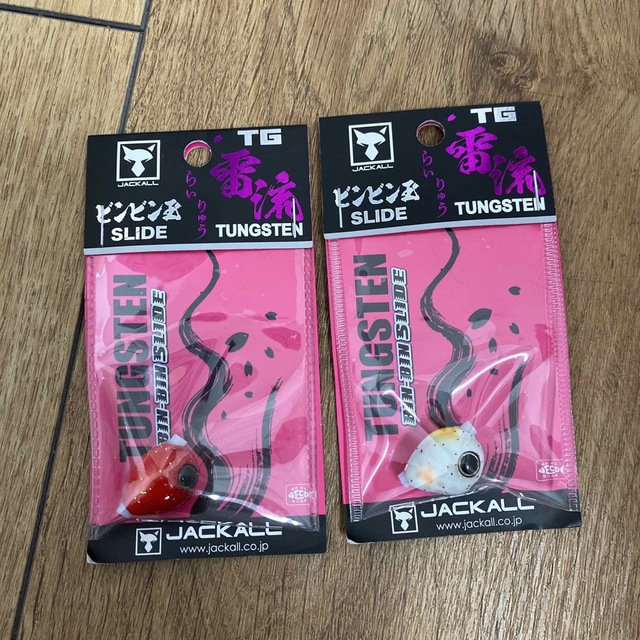 JACKALL
TG
雷流
らいりゅう
ビンビン玉
SLIDE
TUNGSTEN
TUNGSTEN
BIN-BIN SLIDE
JACKALL
www.jackall.co.jp
JACKALL
TG
雷流
らいりゅう
ビンビン玉
SLIDE
TUNGSTEN
TUNGSTEN
BIN-BIN SLIDE
ECO
JACKALL
www.jackall.co.jp